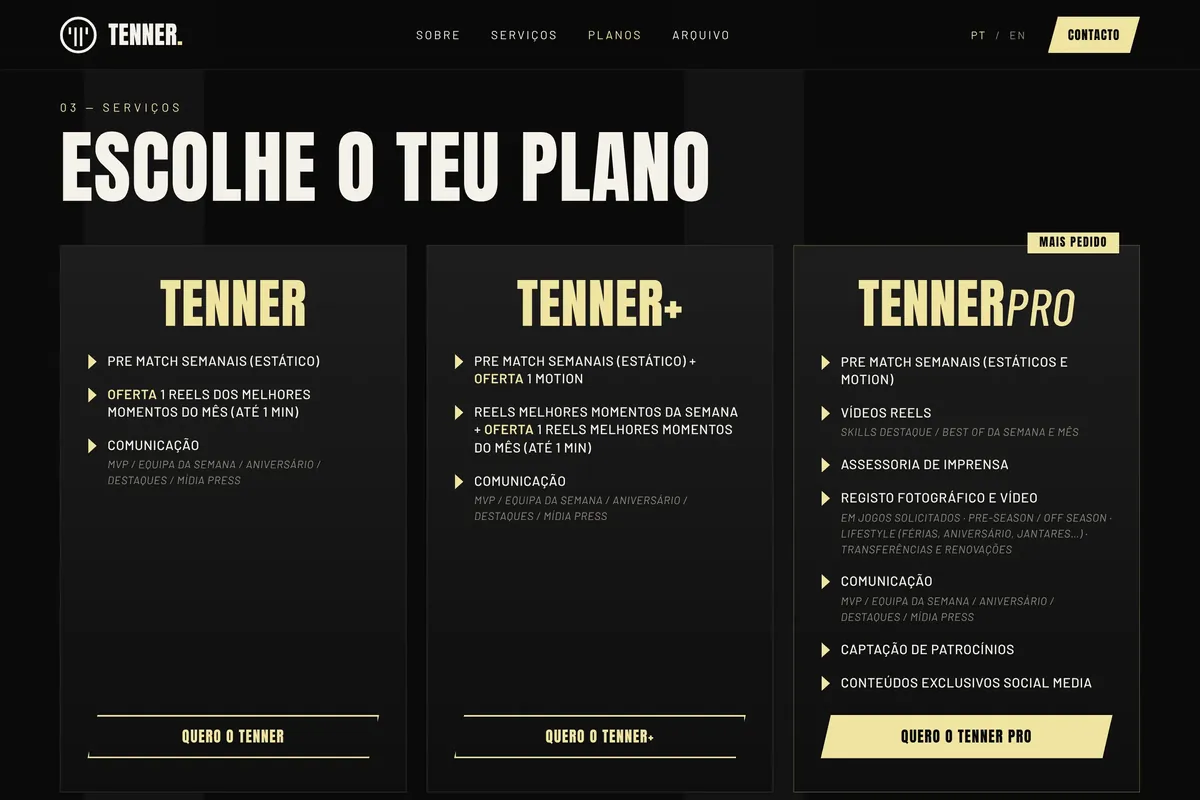 TENNER.
SOBRE
SERVIÇOS
PLANOS
ARQUIVO
PT / EN
CONTACTO
03 — SERVIÇOS
ESCOLHE O TEU PLANO
TENNER
PRE MATCH SEMANAIS (ESTÁTICO)
OFERTA 1 REELS DOS MELHORES
MOMENTOS DO MÊS (ATÉ 1 MIN)
COMUNICAÇÃO
MVP / EQUIPA DA SEMANA / ANIVERSÁRIO /
DESTAQUES / MÍDIA PRESS
QUERO O TENNER
TENNER+
PRE MATCH SEMANAIS (ESTÁTICO) +
OFERTA 1 MOTION
REELS MELHORES MOMENTOS DA SEMANA
+ OFERTA 1 REELS MELHORES MOMENTOS
DO MÊS (ATÉ 1 MIN)
COMUNICAÇÃO
MVP / EQUIPA DA SEMANA / ANIVERSÁRIO /
DESTAQUES / MÍDIA PRESS
QUERO O TENNER+
MAIS PEDIDO
TENNERPRO
PRE MATCH SEMANAIS (ESTÁTICOS E
MOTION)
VÍDEOS REELS
SKILLS DESTAQUE / BEST OF DA SEMANA E MÊS
ASSESSORIA DE IMPRENSA
REGISTO FOTOGRÁFICO E VÍDEO
EM JOGOS SOLICITADOS · PRE-SEASON / OFF SEASON ·
LIFESTYLE (FÉRIAS, ANIVERSÁRIO, JANTARES...) ·
TRANSFERÊNCIAS E RENOVAÇÕES
COMUNICAÇÃO
MVP / EQUIPA DA SEMANA / ANIVERSÁRIO /
DESTAQUES / MÍDIA PRESS
CAPTAÇÃO DE PATROCÍNIOS
CONTEÚDOS EXCLUSIVOS SOCIAL MEDIA
QUERO O TENNER PRO